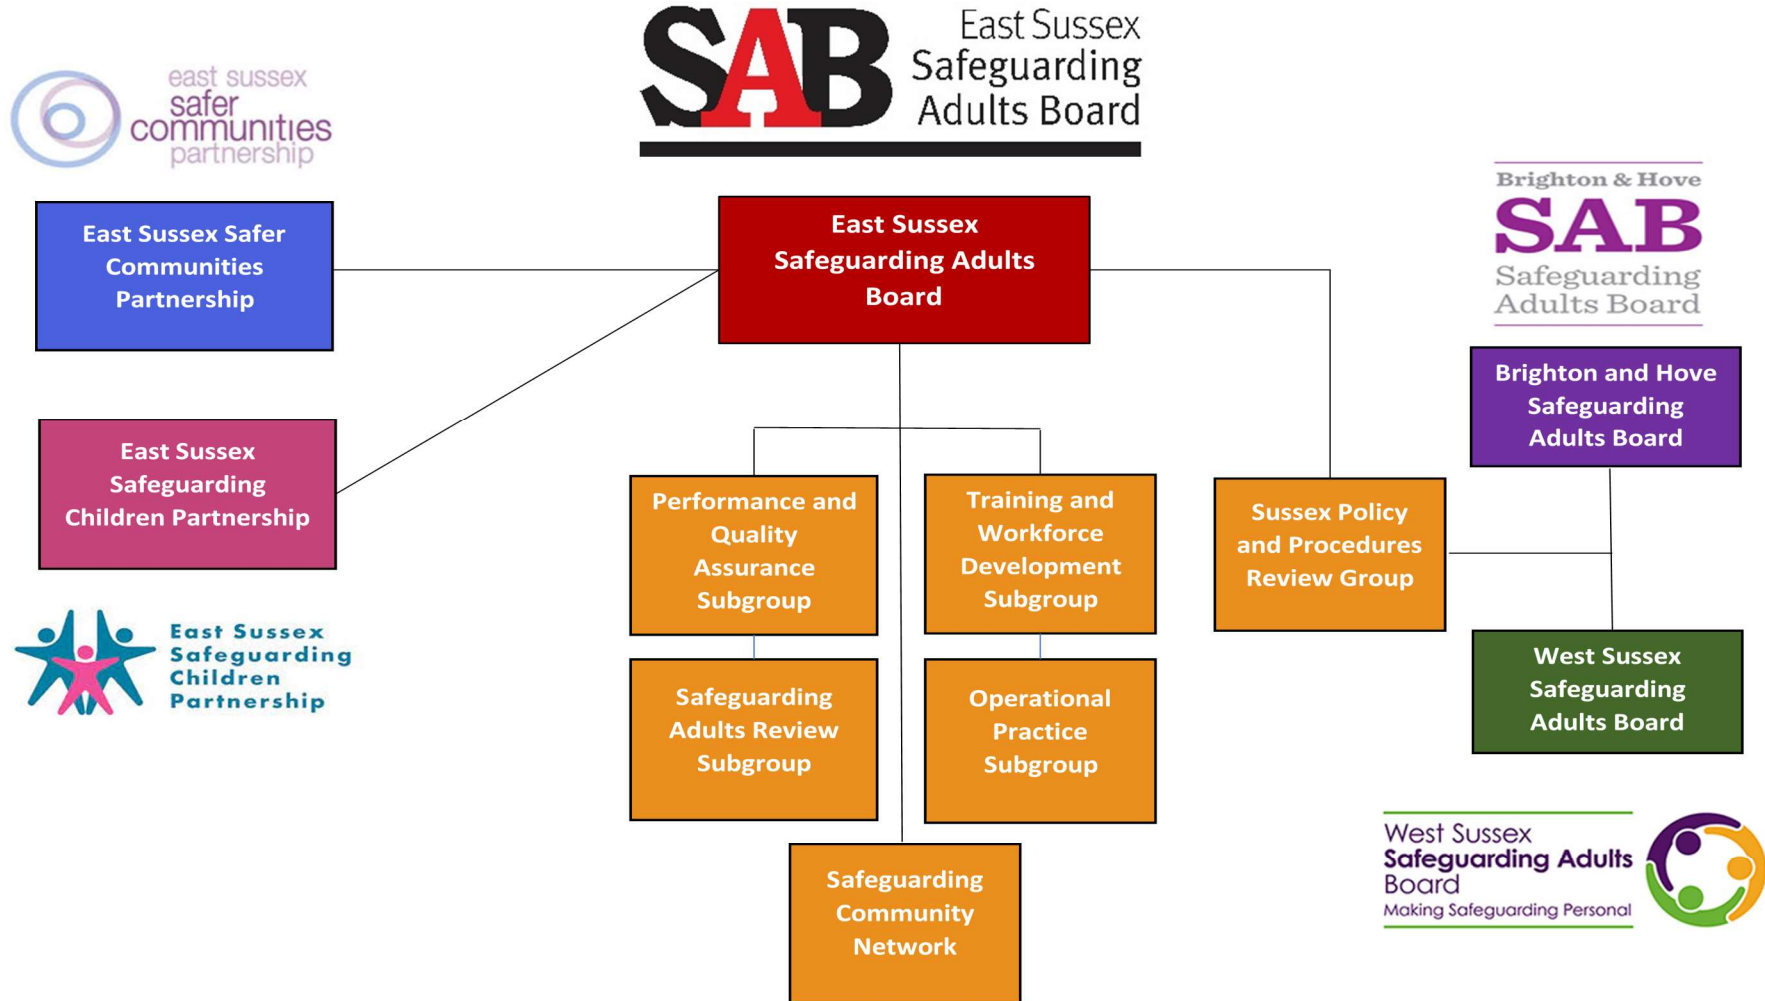 SAB
East Sussex
Safeguarding
Adults Board
east sussex
safer
communities
partnership
East Sussex Safer
Communities
Partnership
East Sussex
Safeguarding Adults
Board
Brighton & Hove
SAB
Safeguarding
Adults Board
Brighton and Hove
Safeguarding
Adults Board
East Sussex
Safeguarding
Children Partnership
Performance and
Quality
Assurance
Subgroup
Training and
Workforce
Development
Subgroup
Sussex Policy
and Procedures
Review Group
East Sussex
Safeguarding
Children
Partnership
Safeguarding
Adults Review
Subgroup
Operational
Practice
Subgroup
West Sussex
Safeguarding
Adults Board
Safeguarding
Community
Network
West Sussex
Safeguarding Adults
Board
Making Safeguarding Personal